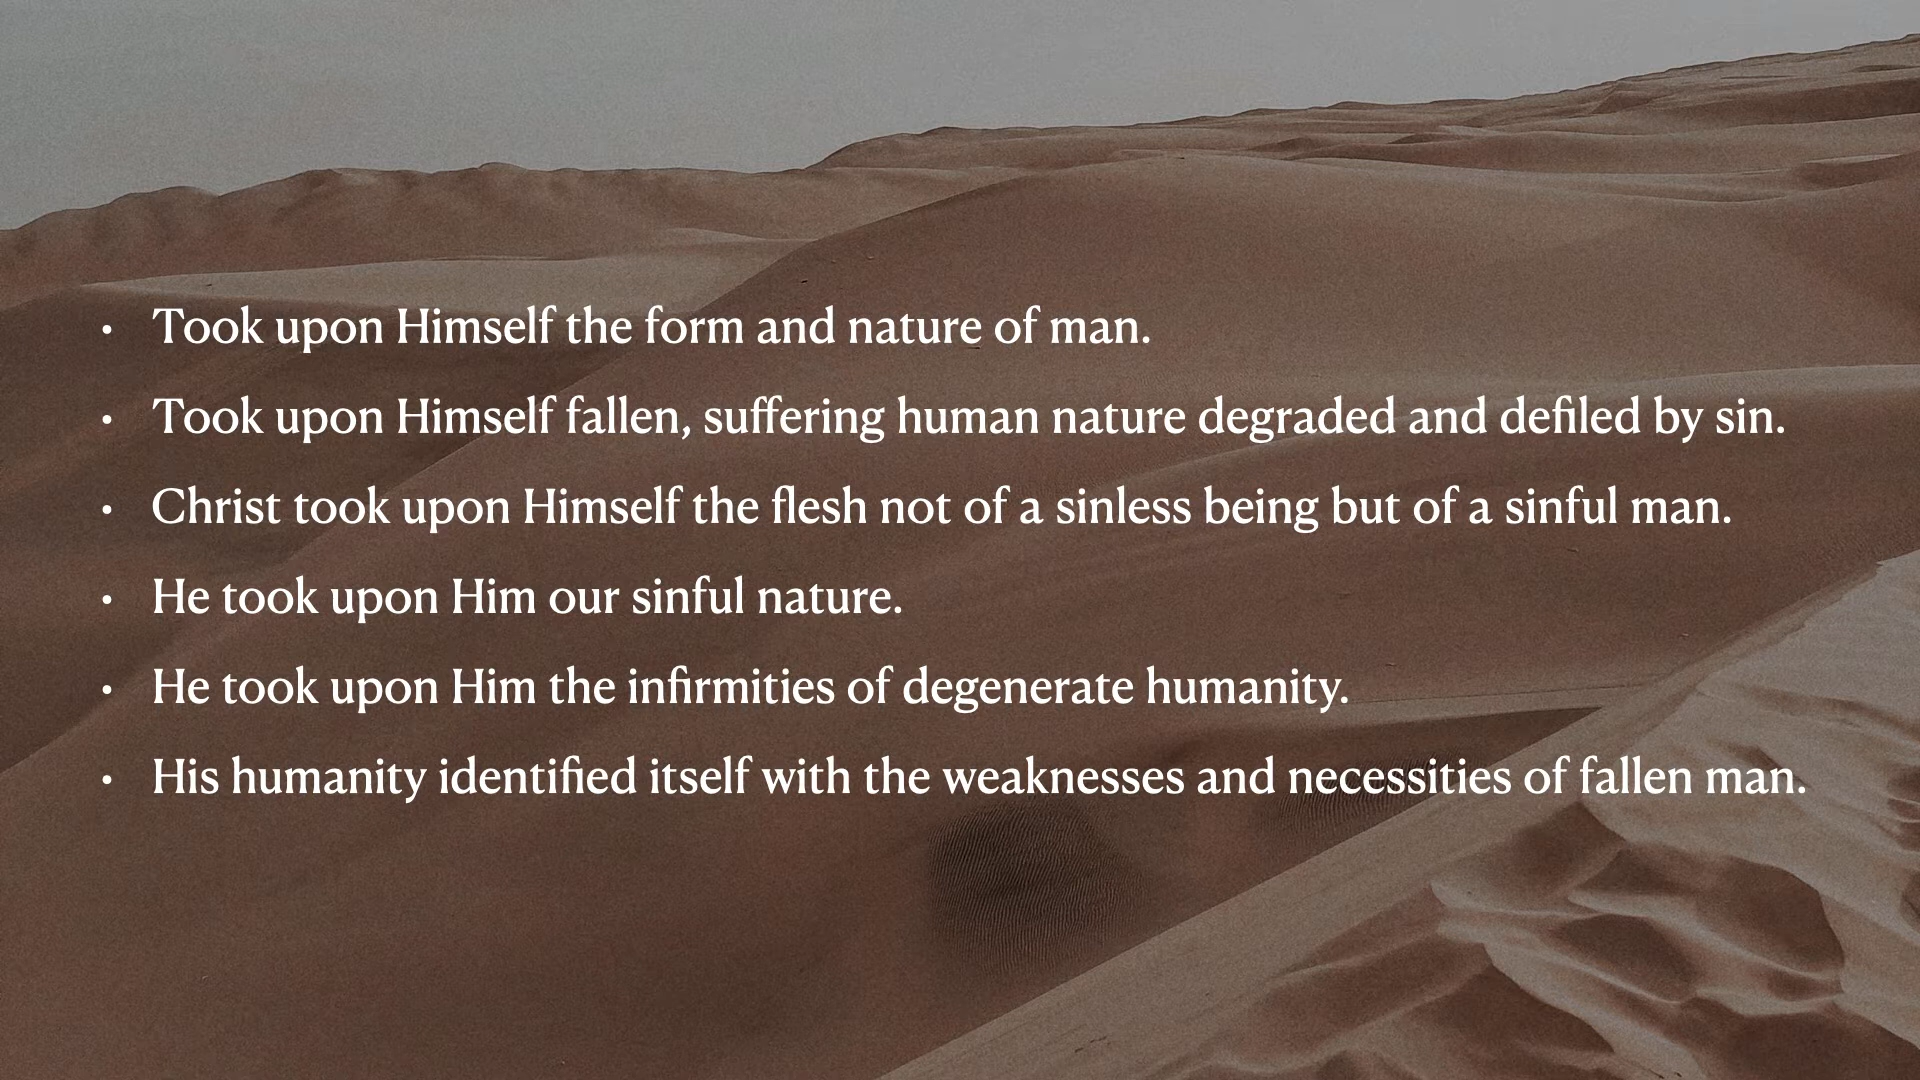 • Took upon Himself the form and nature of man.
• Took upon Himself fallen, suffering human nature degraded and defiled by sin.
• Christ took upon Himself the flesh not of a sinless being but of a sinful man.
• He took upon Him our sinful nature.
• He took upon Him the infirmities of degenerate humanity.
• His humanity identified itself with the weaknesses and necessities of fallen man.